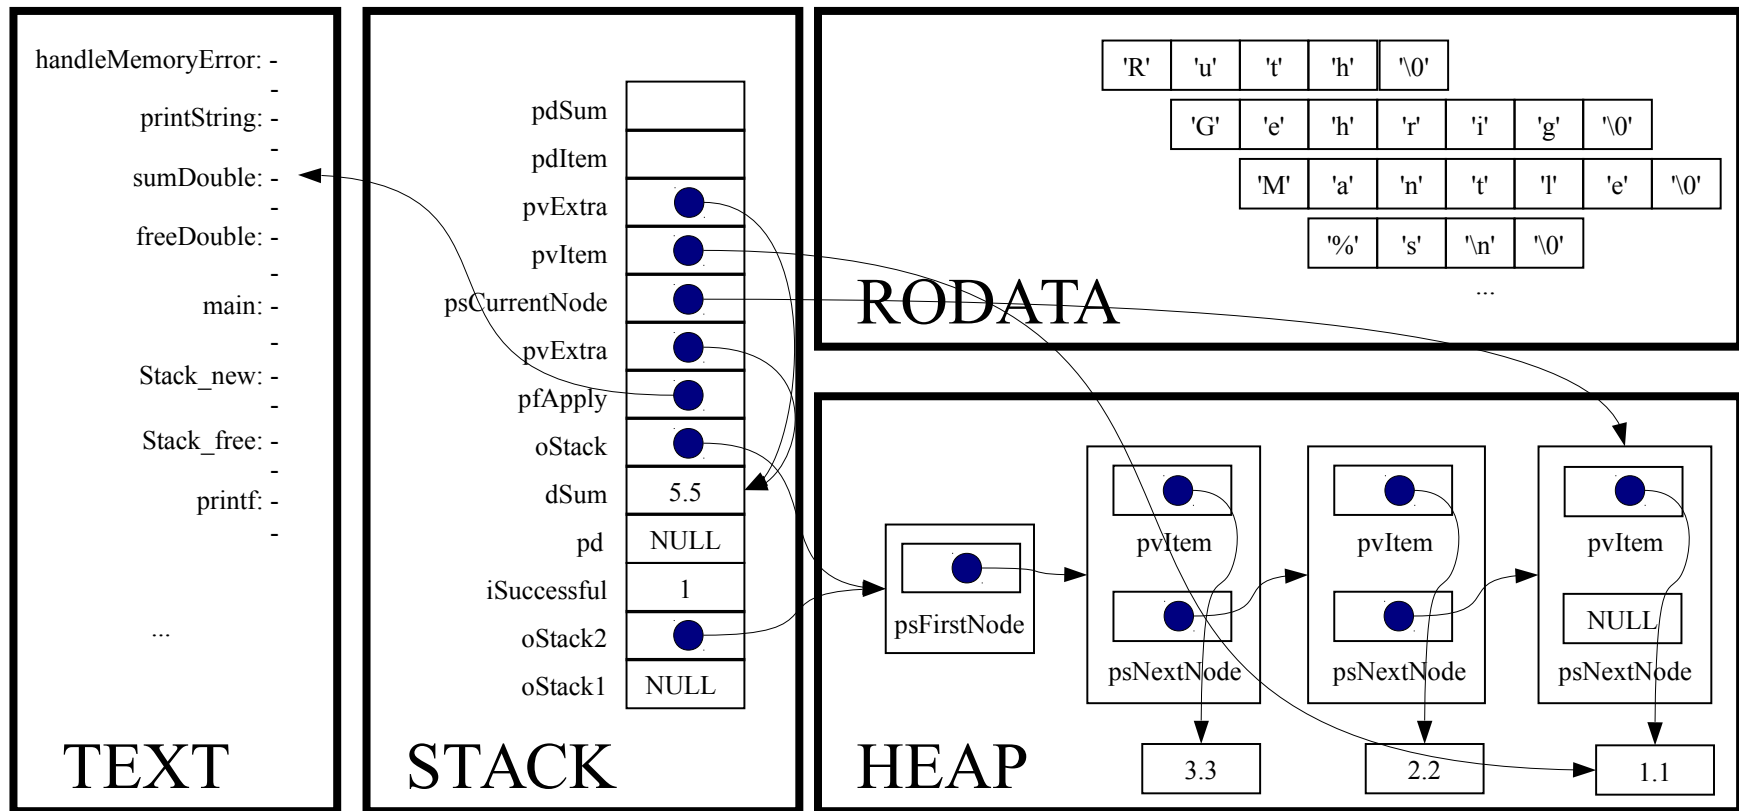 handleMemoryError: -
-
printString: -
-
sumDouble: -
-
freeDouble: -
-
main: -
-
Stack_new: -
-
Stack_free: -
-
printf: -
-
...
TEXT
pdSum
pdItem
pvExtra
pvItem
psCurrentNode
pvExtra
pfApply
oStack
dSum 5.5
pd NULL
iSuccessful 1
oStack2
oStack1 NULL
STACK
'R' 'u' 't' 'h' '\0'
'G' 'e' 'h' 'r' 'i' 'g' '\0'
'M' 'a' 'n' 't' 'l' 'e' '\0'
'%' 's' '\n' '\0'
...
RODATA
psFirstNode
pvItem
psNextNode
pvItem
psNextNode
pvItem
NULL
psNextNode
3.3 2.2 1.1
HEAP